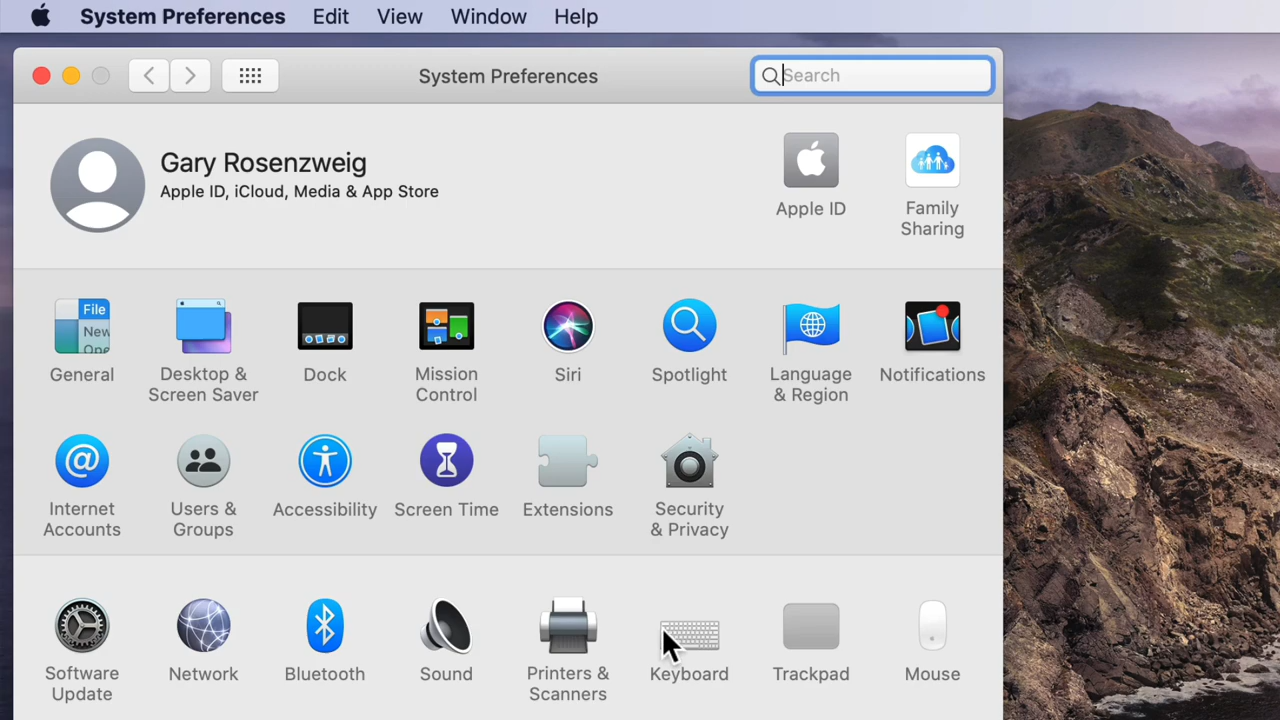 System Preferences Edit View Window Help
System Preferences
Search
Gary Rosenzweig
Apple ID, iCloud, Media & App Store
Apple ID
Family
Sharing
File
New
Ope
General
Desktop &
Screen Saver
Dock
Mission
Control
Siri
Spotlight
Language
& Region
Notifications
@
Internet
Accounts
Users &
Groups
Accessibility
Screen Time
Extensions
Security
& Privacy
Software
Update
Network
Bluetooth
Sound
Printers &
Scanners
Keyboard
Trackpad
Mouse